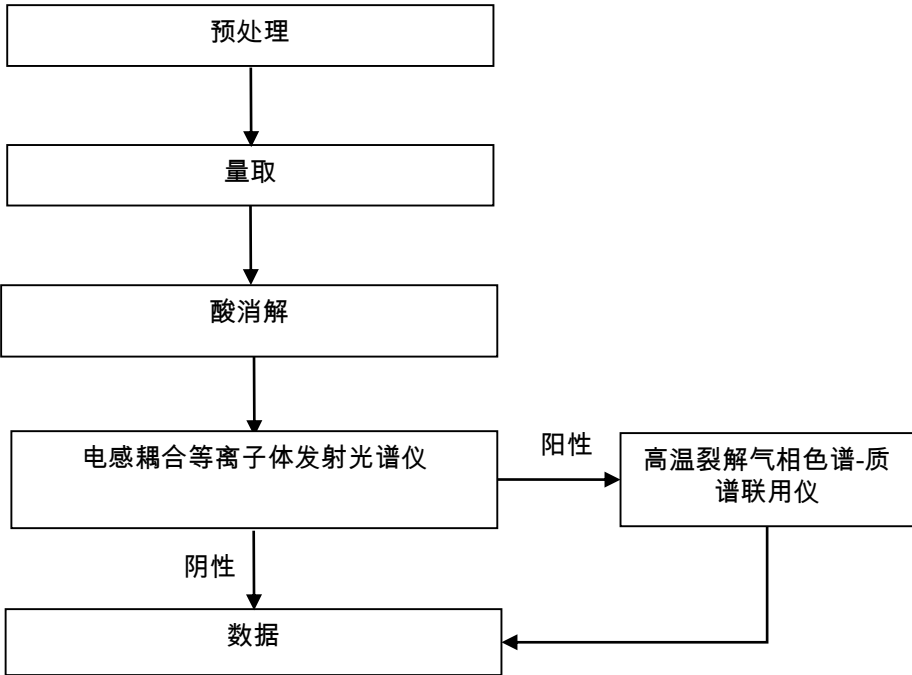 预处理
量取
酸消解
电感耦合等离子体发射光谱仪
阳性
高温裂解气相色谱-质
谱联用仪
阴性
数据